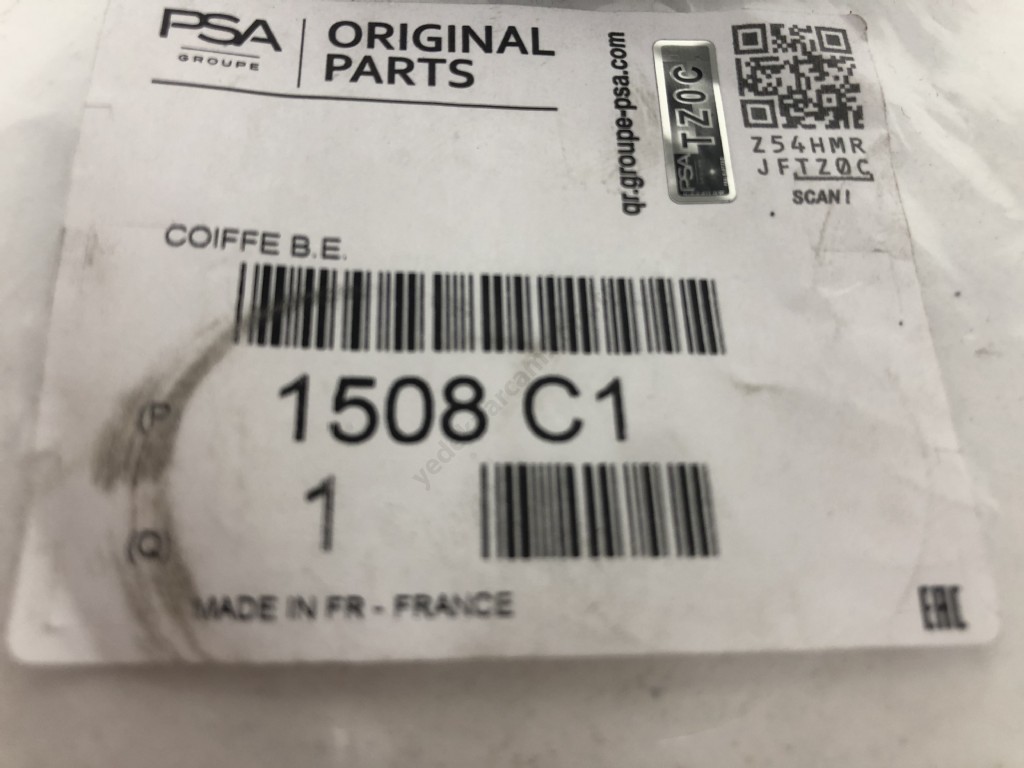 PSA
GROUPE
ORIGINAL
PARTS
qr.groupe-psa.com
PSA TZ0C
Z54HMR
JFTZ0C
SCAN!
COIFFE B.E.
(P
1508 C1
(Q)
1
MADE IN FR - FRANCE
EAC